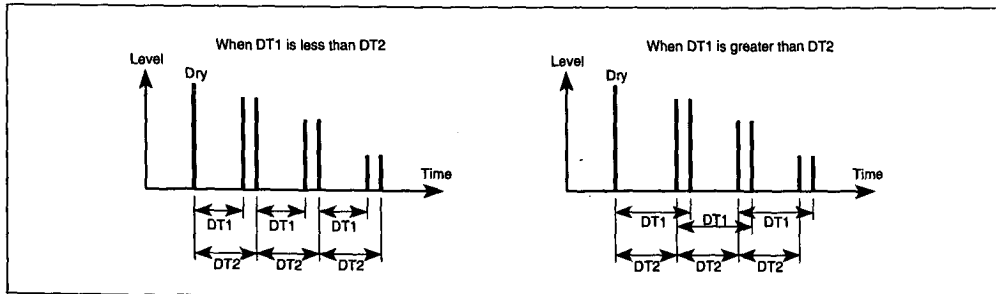 When DT1 is less than DT2
Level
Dry
Time
DT1 DT1 DT1
DT2 DT2 DT2
When DT1 is greater than DT2
Level
Dry
Time
DT1 DT1 DT1
DT2 DT2 DT2